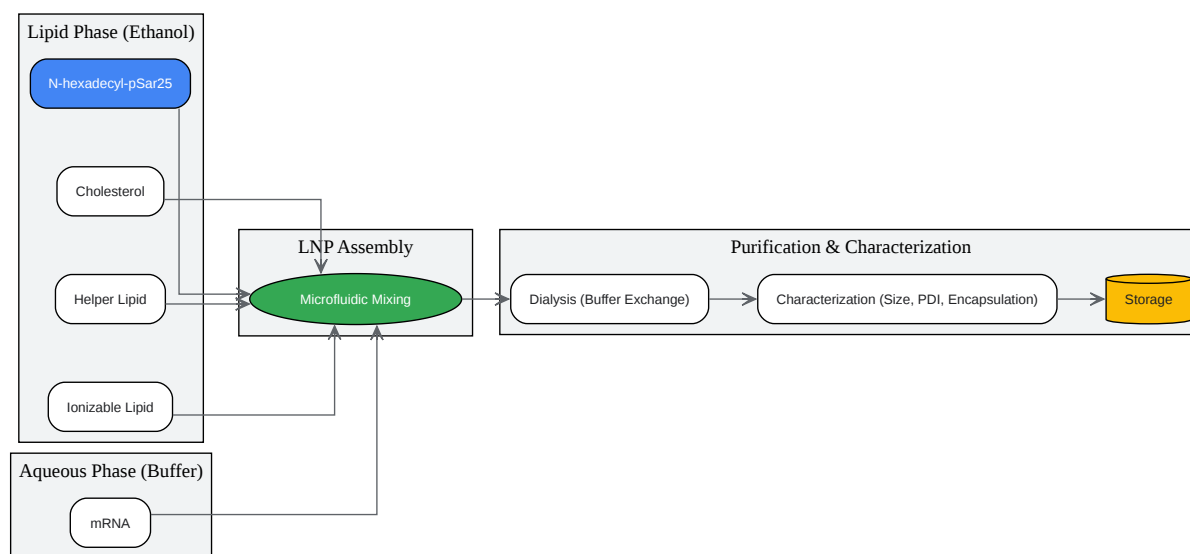 Lipid Phase (Ethanol)
N-hexadecyl-pSar25
Cholesterol
Helper Lipid
Ionizable Lipid
Aqueous Phase (Buffer)
mRNA
LNP Assembly
Microfluidic Mixing
Purification & Characterization
Dialysis (Buffer Exchange)
Characterization (Size, PDI, Encapsulation)
Storage